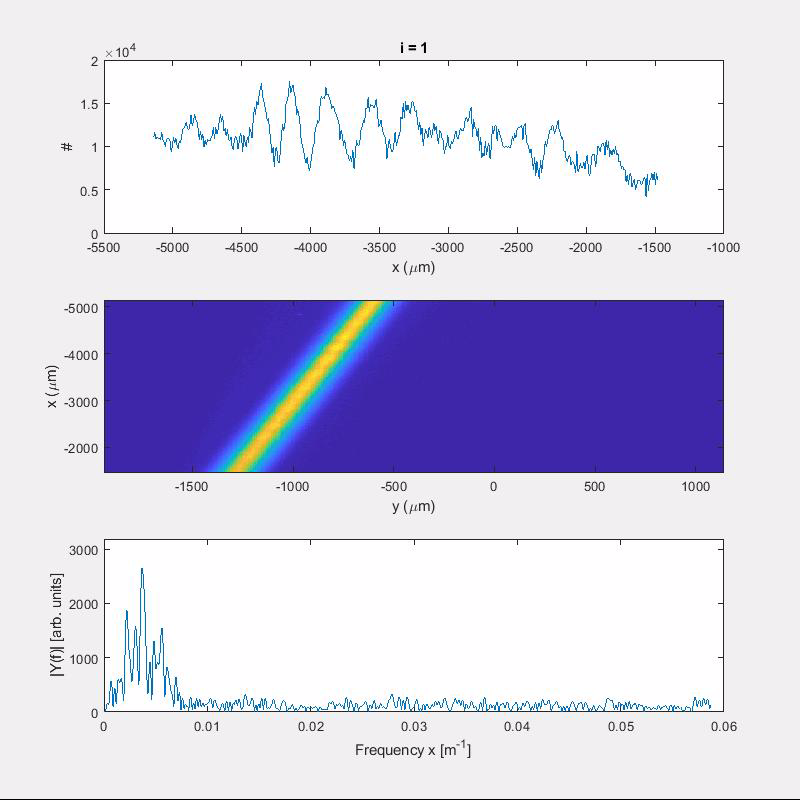 i = 1
×10⁴
2
1.5
1
0.5
0
#
-5500 -5000 -4500 -4000 -3500 -3000 -2500 -2000 -1500 -1000
x (μm)
-5000
-4000
-3000
-2000
x (μm)
-1500 -1000 -500 0 500 1000
y (μm)
3000
2000
1000
0
|Y(f)| [arb. units]
0 0.01 0.02 0.03 0.04 0.05 0.06
Frequency x [m⁻¹]